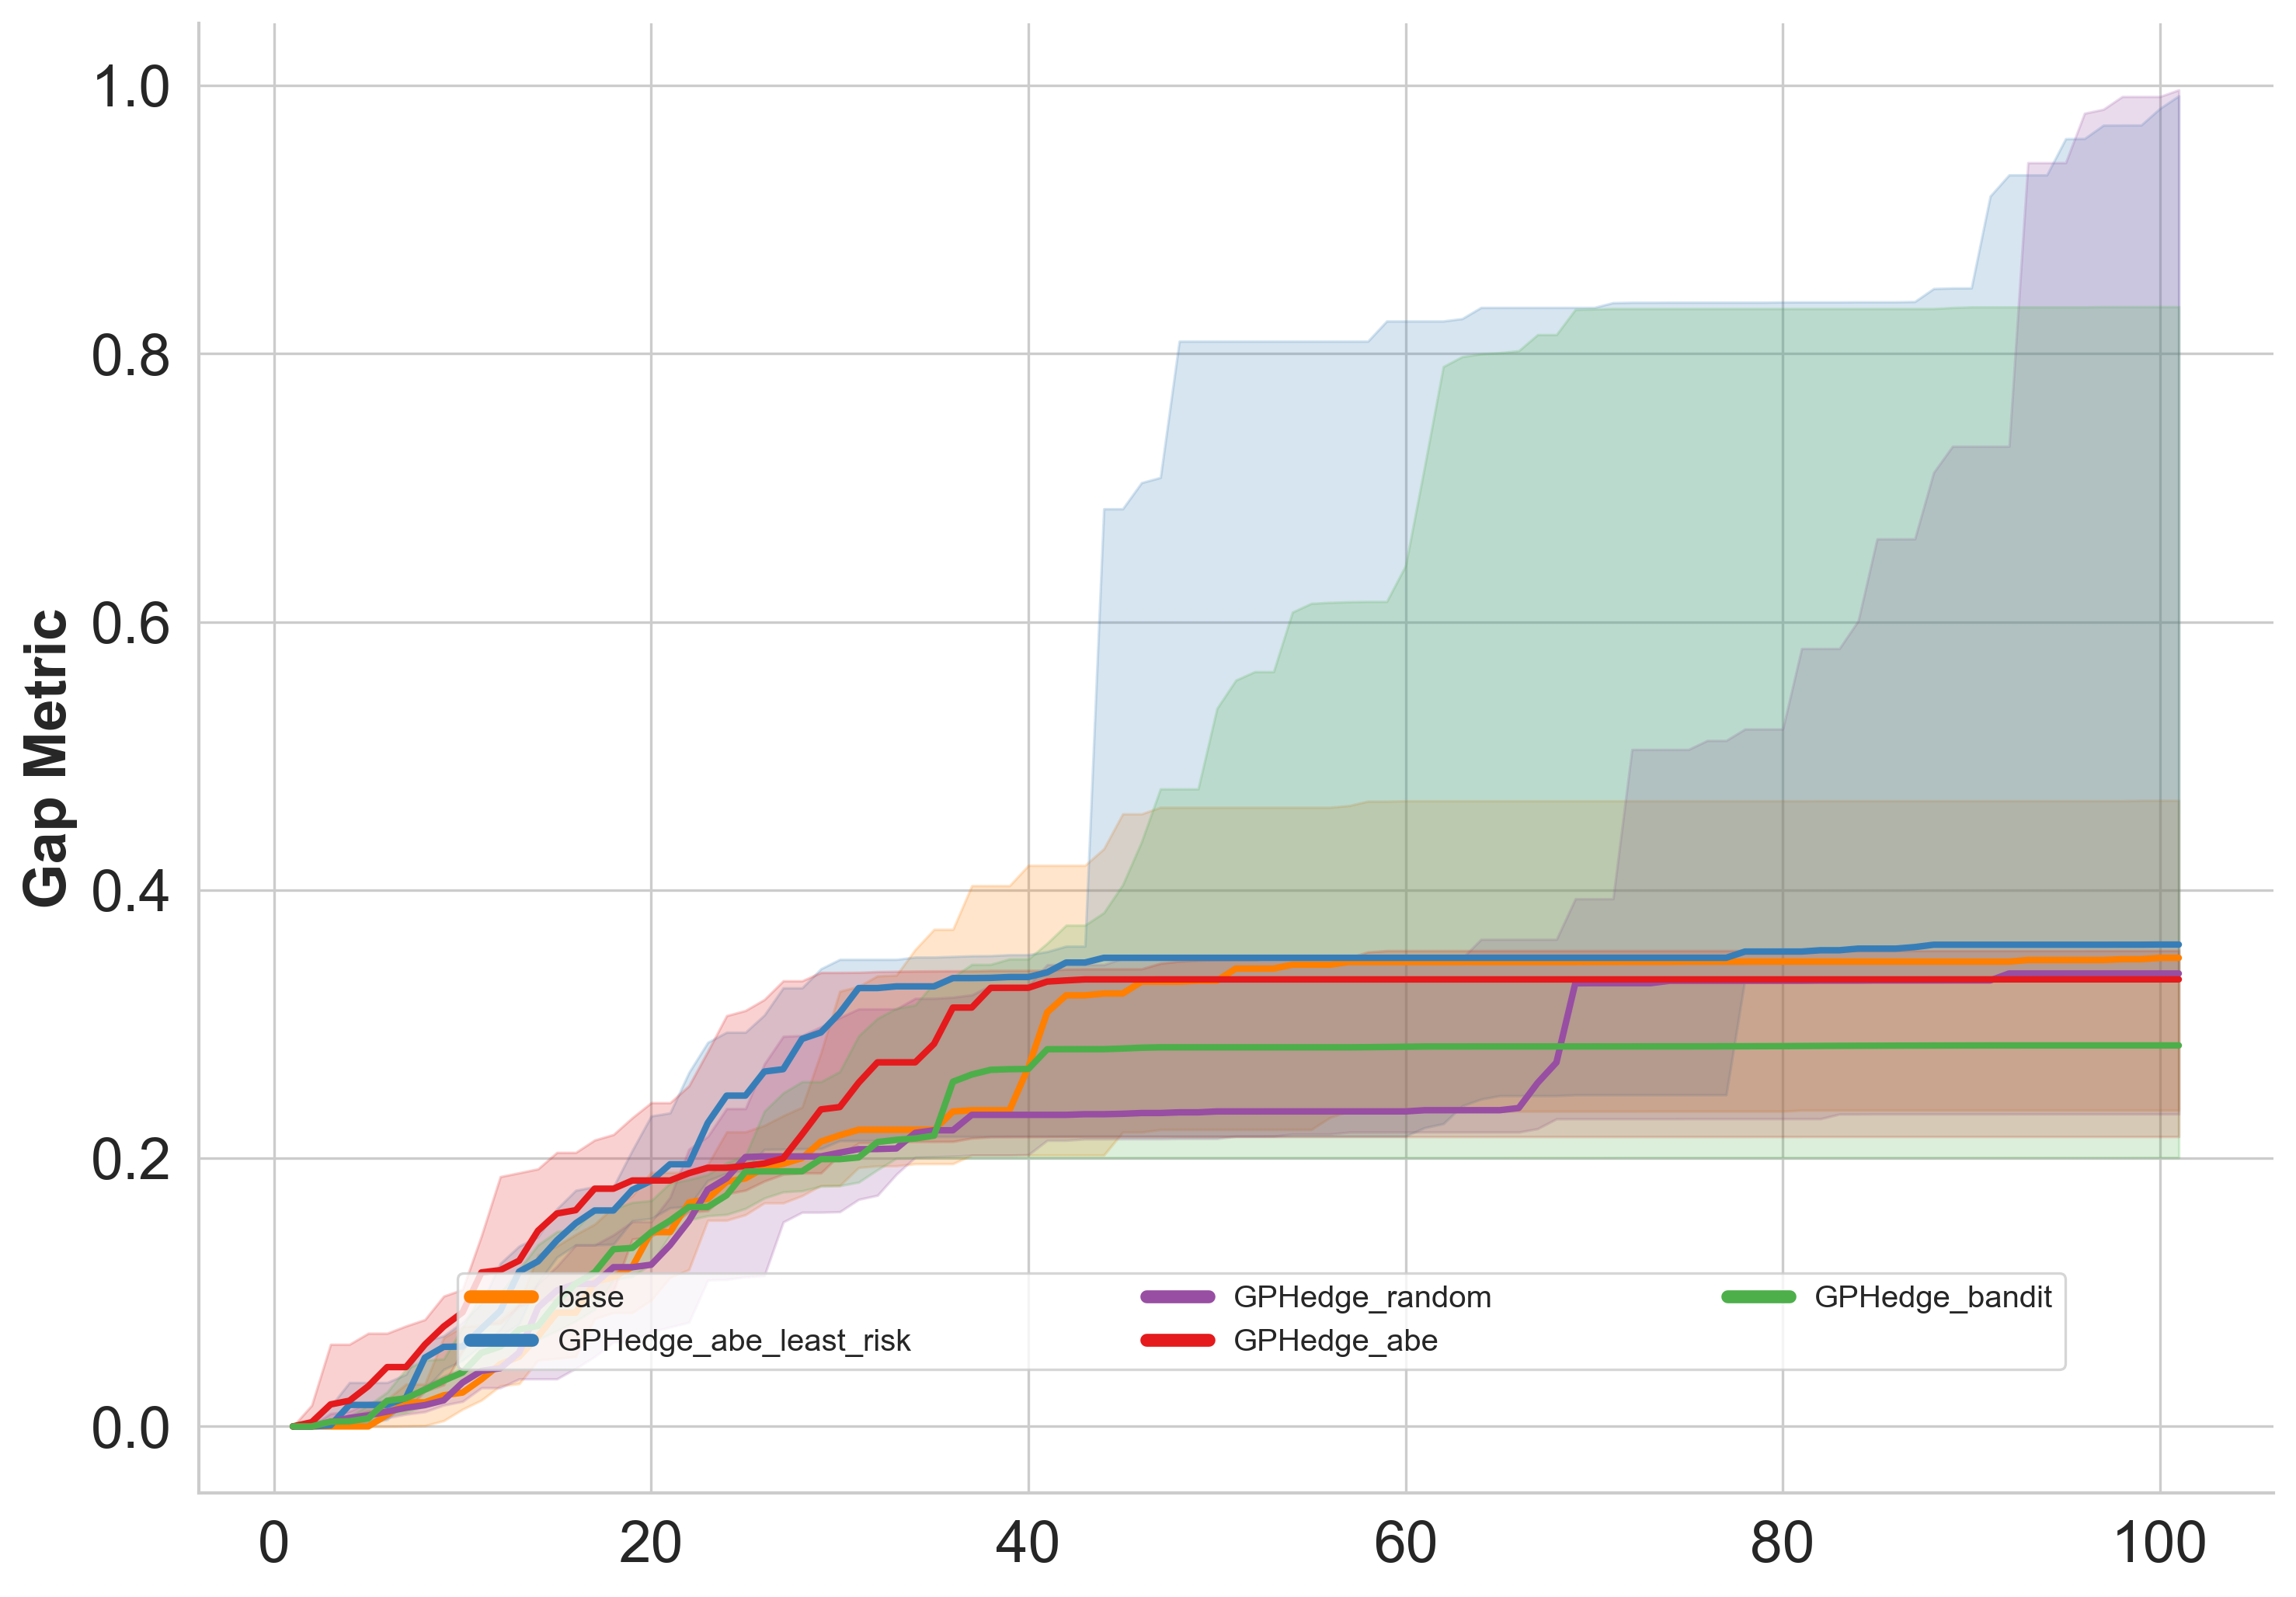 Gap Metric
1.0
0.8
0.6
0.4
0.2
0.0
base
GPHedge_abe_least_risk
GPHedge_random
GPHedge_abe
GPHedge_bandit
0 20 40 60 80 100